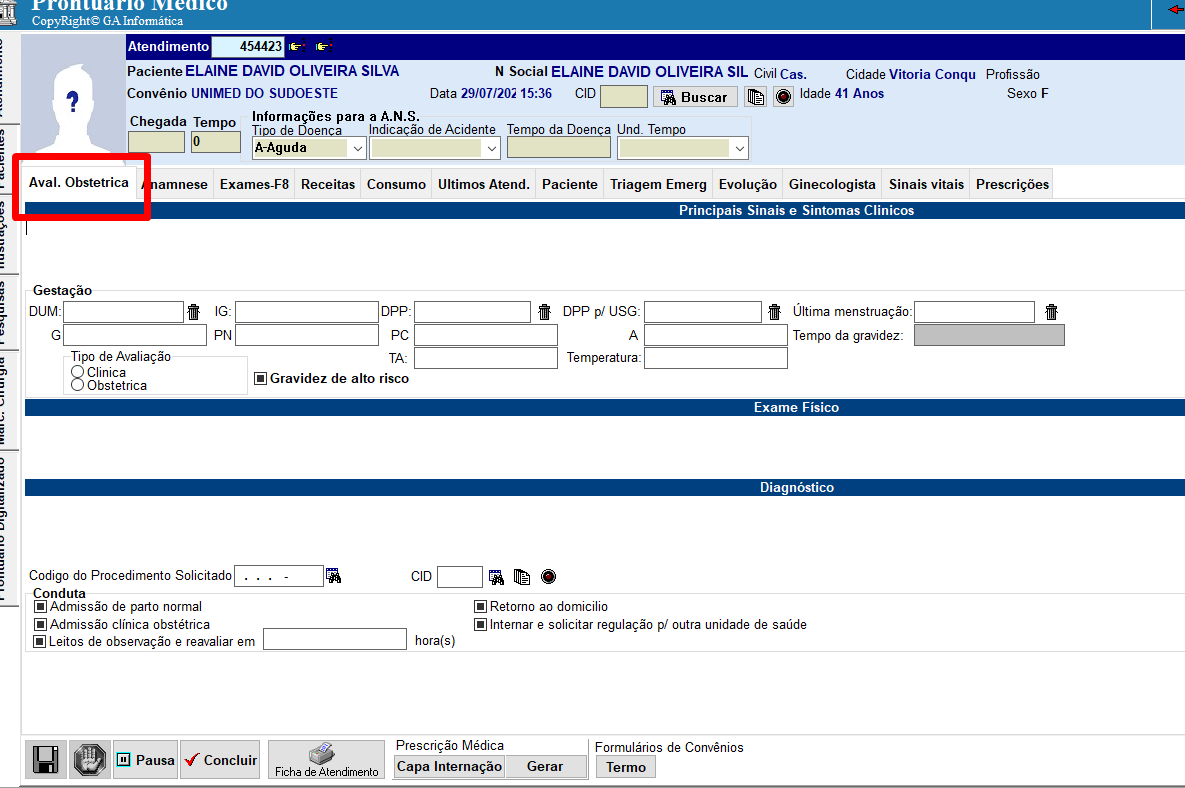 Prontuário Médico
CopyRight© GA Informática
Atendimento 454423
Paciente ELAINE DAVID OLIVEIRA SILVA N Social ELAINE DAVID OLIVEIRA SIL Civil Cas. Cidade Vitoria Conqu Profissão
Convênio UNIMED DO SUDOESTE Data 29/07/202 15:36 CID Buscar Idade 41 Anos Sexo F
Chegada Tempo Informações para a A.N.S.
Tipo de Doença Indicação de Acidente Tempo da Doença Und. Tempo
0 A-Aguda
Aval. Obstetrica Anamnese Exames-F8 Receitas Consumo Ultimos Atend. Paciente Triagem Emerg Evolução Ginecologista Sinais vitais Prescrições
Pacientes
Ilustrações
Pesquisas
Marc. Cirurgia
Prontuário Digitalizado
Principais Sinais e Sintomas Clinicos
Gestação
DUM: IG: DPP: DPP p/ USG: Última menstruação:
G PN PC A Tempo da gravidez:
Tipo de Avaliação TA: Temperatura:
Clinica
Obstetrica
Gravidez de alto risco
Exame Físico
Diagnóstico
Codigo do Procedimento Solicitado . . . - CID
Conduta
Admissão de parto normal Retorno ao domicilio
Admissão clínica obstétrica Internar e solicitar regulação p/ outra unidade de saúde
Leitos de observação e reavaliar em hora(s)
Pausa Concluir Ficha de Atendimento
Prescrição Médica Formulários de Convênios
Capa Internação Gerar Termo